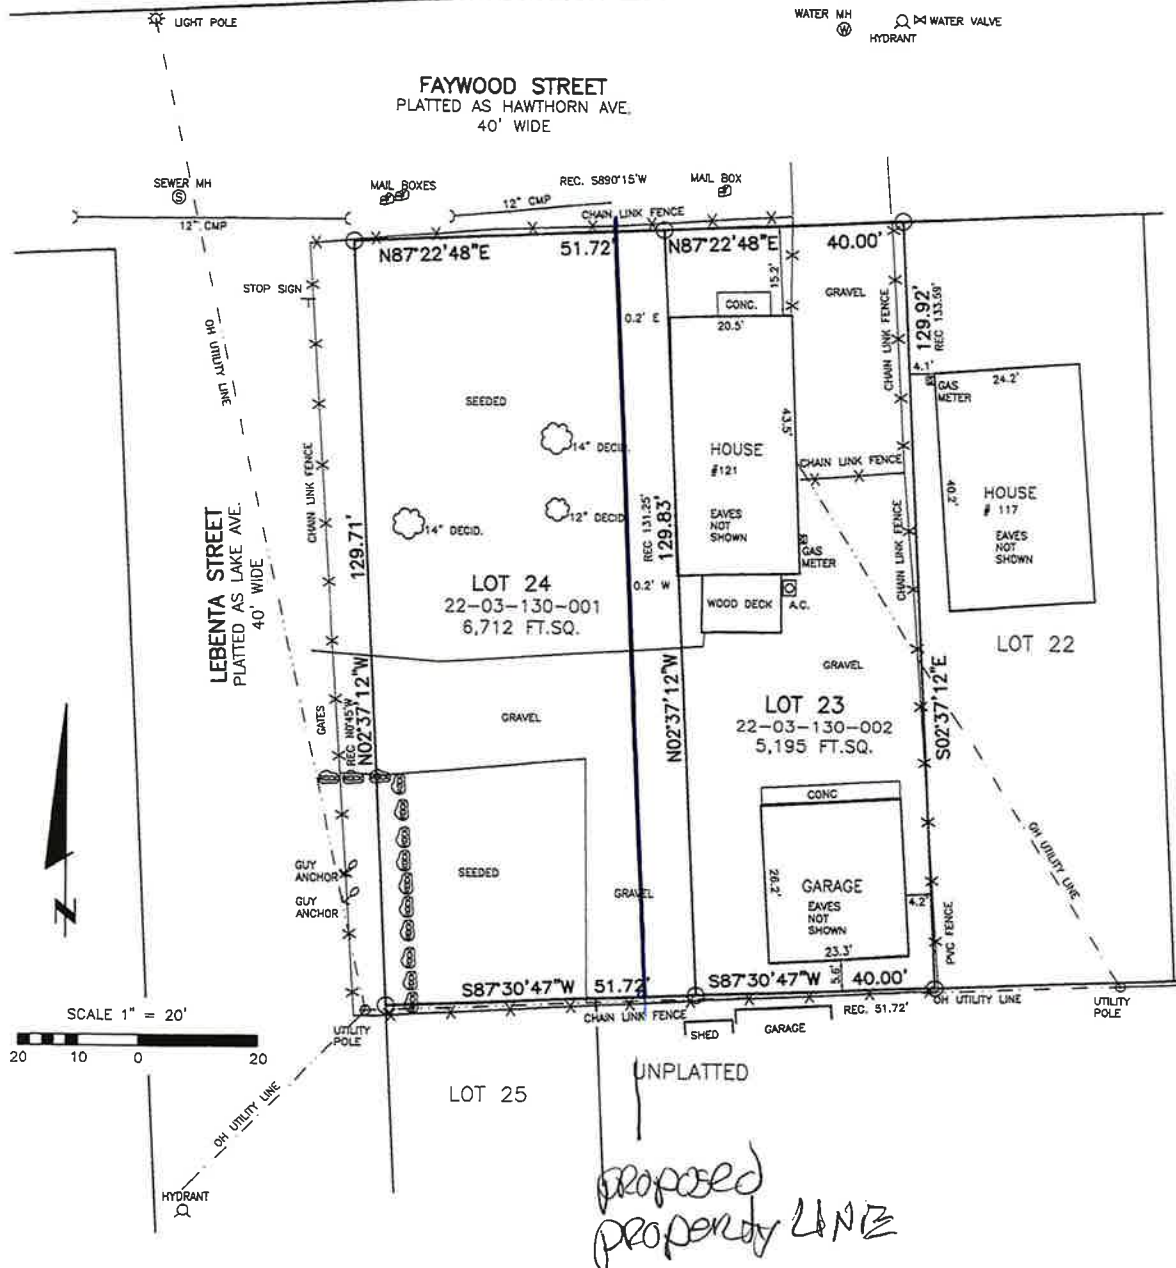 LIGHT POLE
WATER MH
W
WATER VALVE
HYDRANT
FAYWOOD STREET
PLATTED AS HAWTHORN AVE.
40' WIDE
SEWER MH
S
12" CMP
MAIL BOXES
12" CMP
REC. S890°15'W
MAIL BOX
CHAIN LINK FENCE
N87°22'48"E
51.72'
N87°22'48"E
40.00'
STOP SIGN
OH UTILITY LINE
CHAIN LINK FENCE
LEBENTA STREET
PLATTED AS LAKE AVE.
40' WIDE
129.71'
REC N0°45'W
N02°37'12"W
GATES
SEEDED
14" DECID.
14" DECID.
12" DECID
LOT 24
22-03-130-001
6,712 FT.SQ.
0.2' E
0.2' W
REC 131.25'
129.83'
N02°37'12"W
15.2'
CONC.
20.5'
43.5'
HOUSE
#121
EAVES
NOT
SHOWN
GAS
METER
WOOD DECK
A.C.
GRAVEL
CHAIN LINK FENCE
CHAIN LINK FENCE
CHAIN LINK FENCE
129.92'
REC 133.59'
4.1'
GAS
METER
24.2'
40.2'
HOUSE
# 117
EAVES
NOT
SHOWN
LOT 22
GRAVEL
LOT 23
22-03-130-002
5,195 FT.SQ.
S02°37'12"E
GRAVEL
CONC
26.2'
GARAGE
EAVES
NOT
SHOWN
23.3'
4.2'
5.6'
PVC FENCE
OH UTILITY LINE
GUY
ANCHOR
GUY
ANCHOR
SEEDED
GRAVEL
S87°30'47"W
51.72'
S87°30'47"W
40.00'
REC. 51.72'
CHAIN LINK FENCE
OH UTILITY LINE
UTILITY
POLE
UTILITY
POLE
SHED
GARAGE
N
SCALE 1" = 20'
20 10 0 20
LOT 25
UNPLATTED
OH UTILITY LINE
HYDRANT
proposed
property LINE